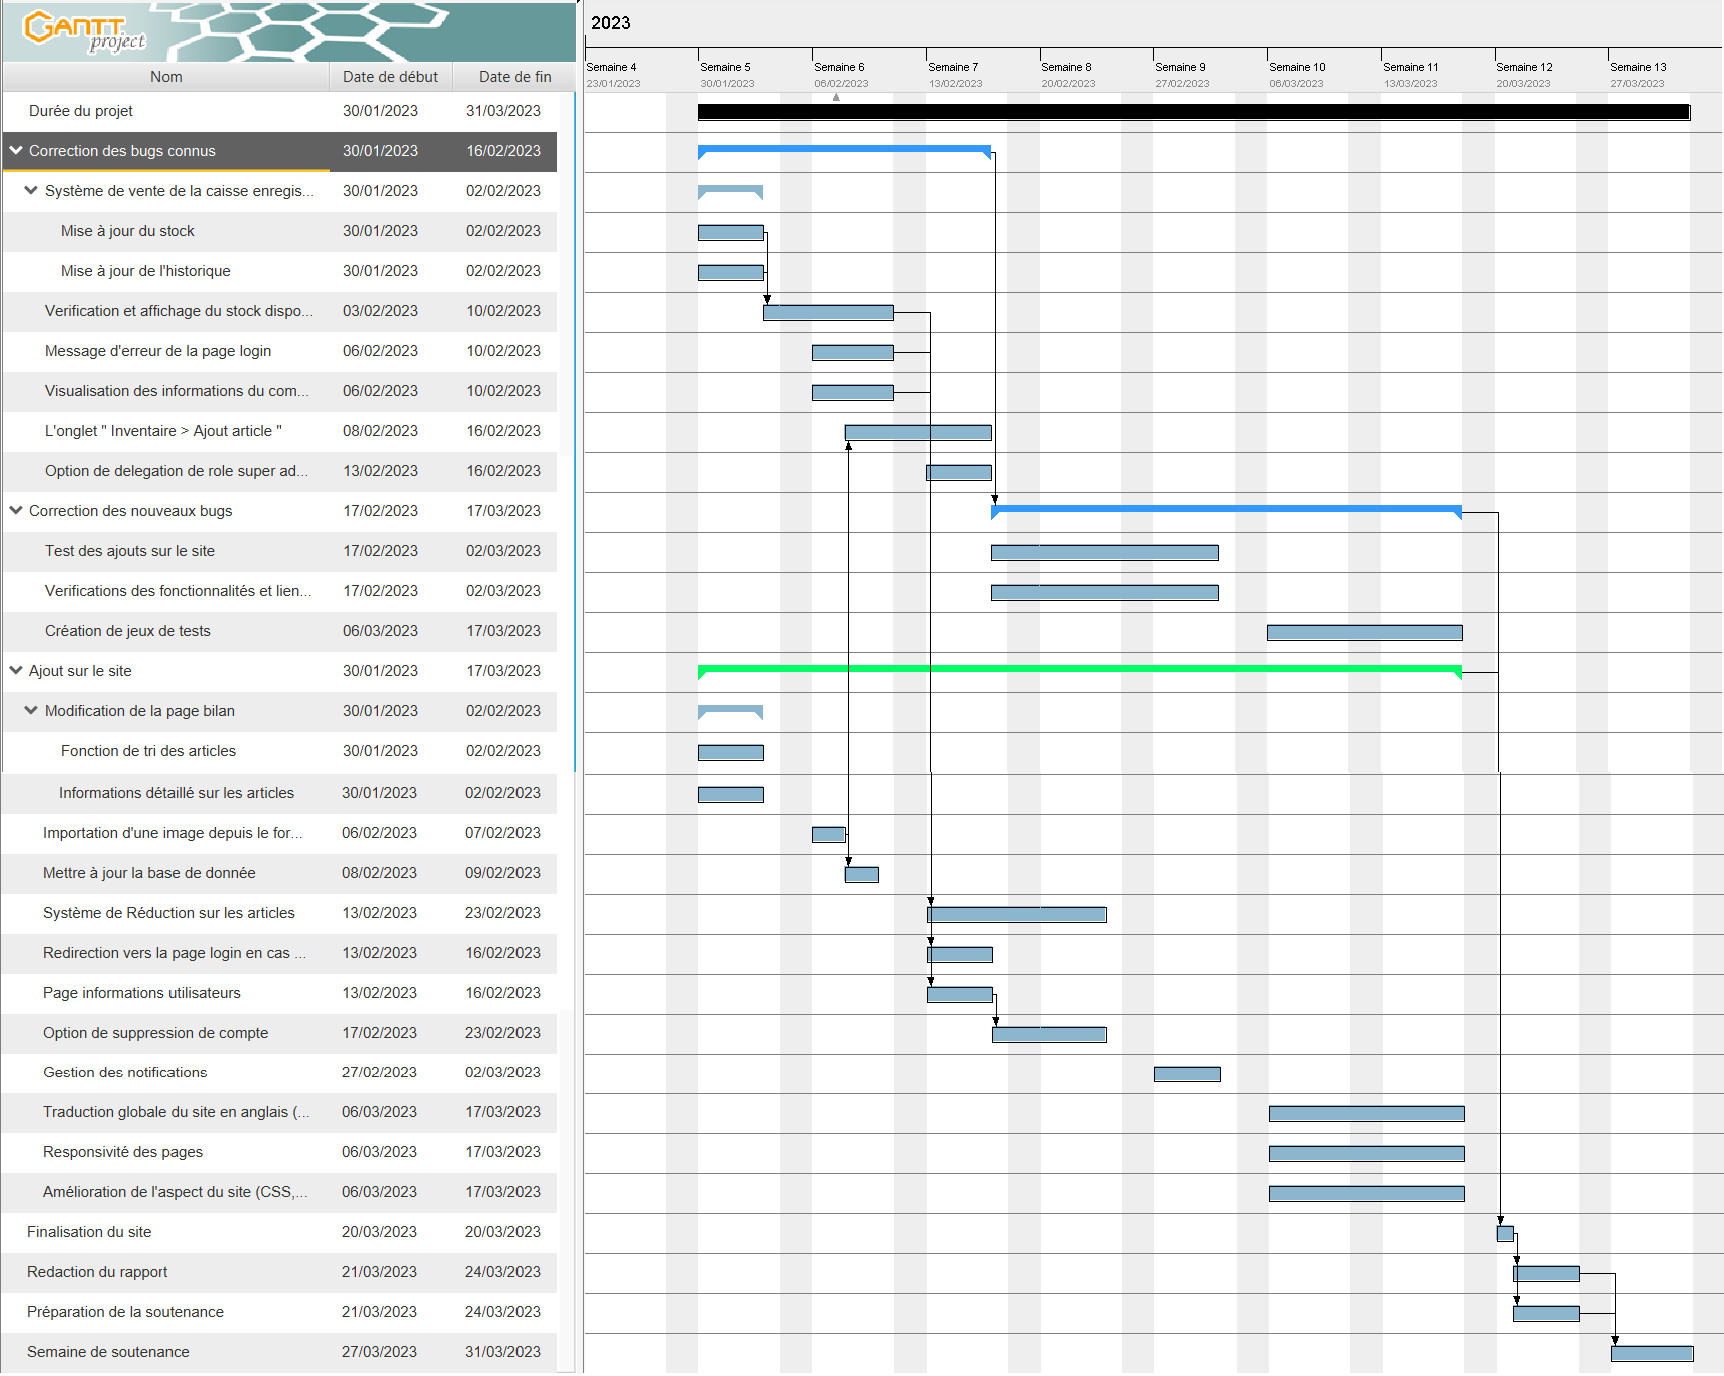 GANTT
project
2023
Semaine 4 Semaine 5 Semaine 6 Semaine 7 Semaine 8 Semaine 9 Semaine 10 Semaine 11 Semaine 12 Semaine 13
23/01/2023 30/01/2023 06/02/2023 13/02/2023 20/02/2023 27/02/2023 06/03/2023 13/03/2023 20/03/2023 27/03/2023
Nom Date de début Date de fin
Durée du projet 30/01/2023 31/03/2023
Correction des bugs connus 30/01/2023 16/02/2023
Système de vente de la caisse enregis... 30/01/2023 02/02/2023
Mise à jour du stock 30/01/2023 02/02/2023
Mise à jour de l'historique 30/01/2023 02/02/2023
Verification et affichage du stock dispo... 03/02/2023 10/02/2023
Message d'erreur de la page login 06/02/2023 10/02/2023
Visualisation des informations du com... 06/02/2023 10/02/2023
L'onglet " Inventaire > Ajout article " 08/02/2023 16/02/2023
Option de delegation de role super ad... 13/02/2023 16/02/2023
Correction des nouveaux bugs 17/02/2023 17/03/2023
Test des ajouts sur le site 17/02/2023 02/03/2023
Verifications des fonctionnalités et lien... 17/02/2023 02/03/2023
Création de jeux de tests 06/03/2023 17/03/2023
Ajout sur le site 30/01/2023 17/03/2023
Modification de la page bilan 30/01/2023 02/02/2023
Fonction de tri des articles 30/01/2023 02/02/2023
Informations détaillé sur les articles 30/01/2023 02/02/2023
Importation d'une image depuis le for... 06/02/2023 07/02/2023
Mettre à jour la base de donnée 08/02/2023 09/02/2023
Système de Réduction sur les articles 13/02/2023 23/02/2023
Redirection vers la page login en cas ... 13/02/2023 16/02/2023
Page informations utilisateurs 13/02/2023 16/02/2023
Option de suppression de compte 17/02/2023 23/02/2023
Gestion des notifications 27/02/2023 02/03/2023
Traduction globale du site en anglais (... 06/03/2023 17/03/2023
Responsivité des pages 06/03/2023 17/03/2023
Amélioration de l'aspect du site (CSS,... 06/03/2023 17/03/2023
Finalisation du site 20/03/2023 20/03/2023
Redaction du rapport 21/03/2023 24/03/2023
Préparation de la soutenance 21/03/2023 24/03/2023
Semaine de soutenance 27/03/2023 31/03/2023